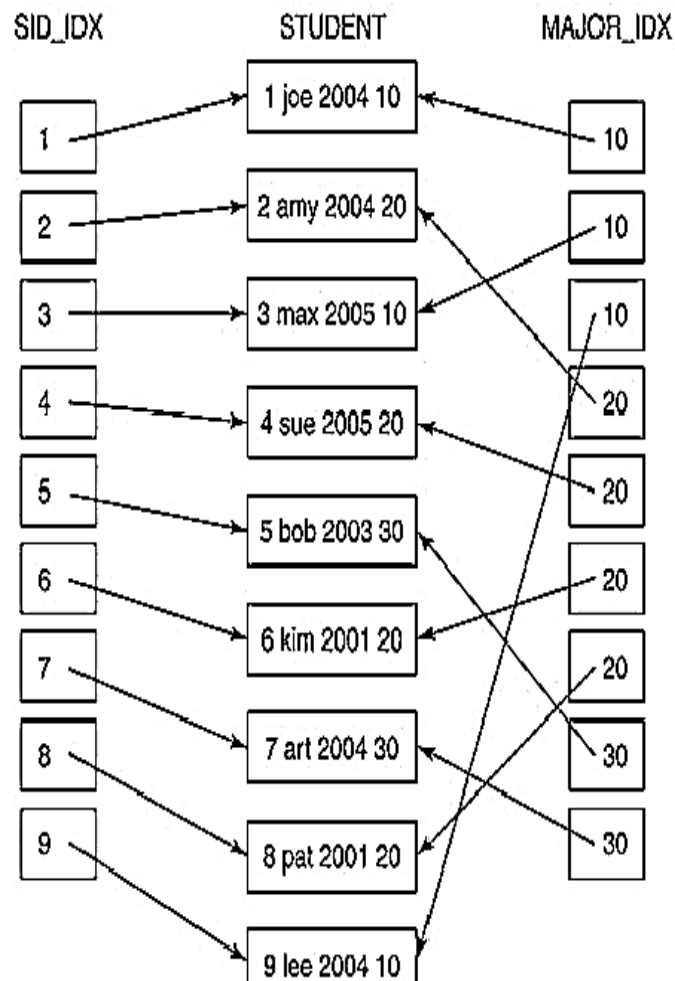 SID_IDX STUDENT MAJOR_IDX
1 1 joe 2004 10 10
2 2 amy 2004 20 10
3 3 max 2005 10 10
4 4 sue 2005 20 20
5 5 bob 2003 30 20
6 6 kim 2001 20 20
7 7 art 2004 30 20
8 8 pat 2001 20 30
9 9 lee 2004 10 30